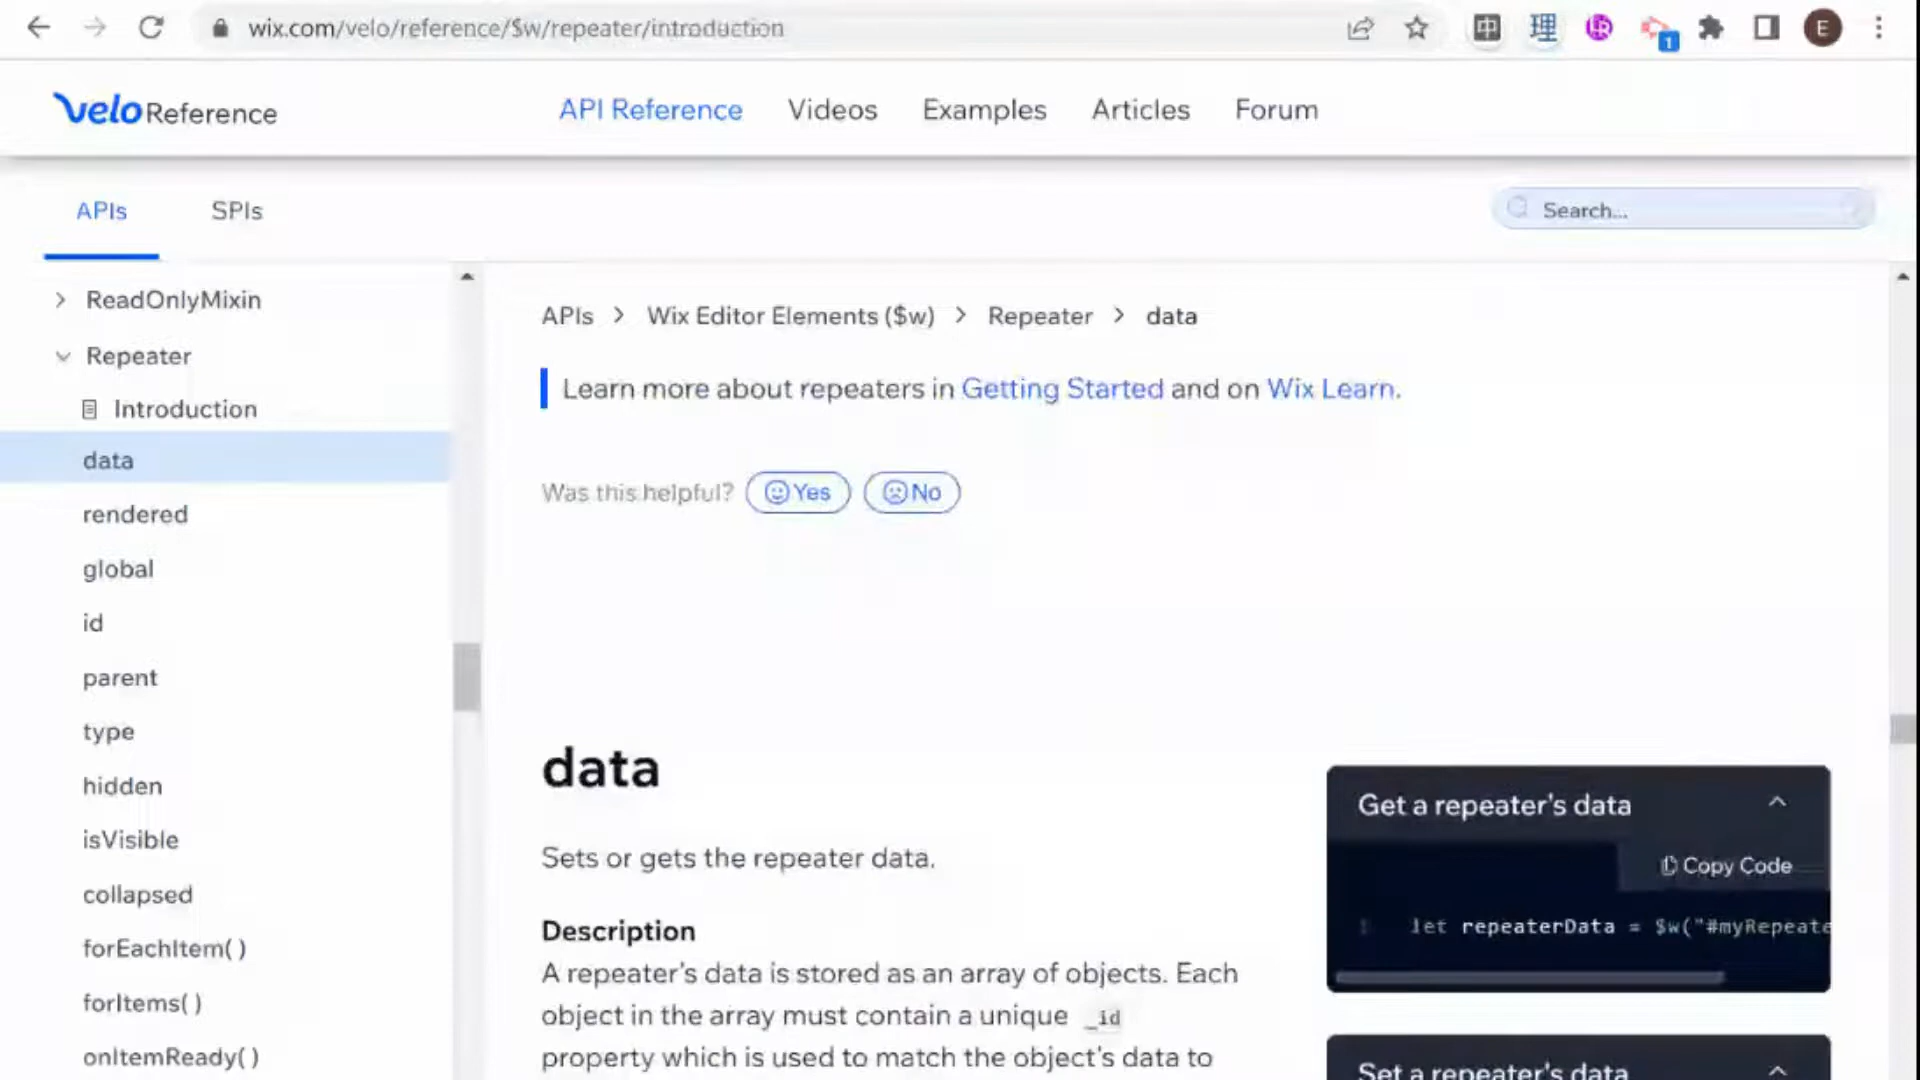 wix.com/velo/reference/$w/repeater/introduction
中
理
LR
1
E
velo Reference
API Reference
Videos
Examples
Articles
Forum
APIs
SPIs
Search...
ReadOnlyMixin
Repeater
Introduction
data
rendered
global
id
parent
type
hidden
isVisible
collapsed
forEachItem( )
forItems( )
onItemReady( )
APIs > Wix Editor Elements ($w) > Repeater > data
Learn more about repeaters in Getting Started and on Wix Learn.
Was this helpful? Yes No
data
Sets or gets the repeater data.
Description
A repeater's data is stored as an array of objects. Each
object in the array must contain a unique _id
property which is used to match the object's data to
Get a repeater's data
Copy Code
1 let repeaterData = $w("#myRepeate
Set a repeater's data